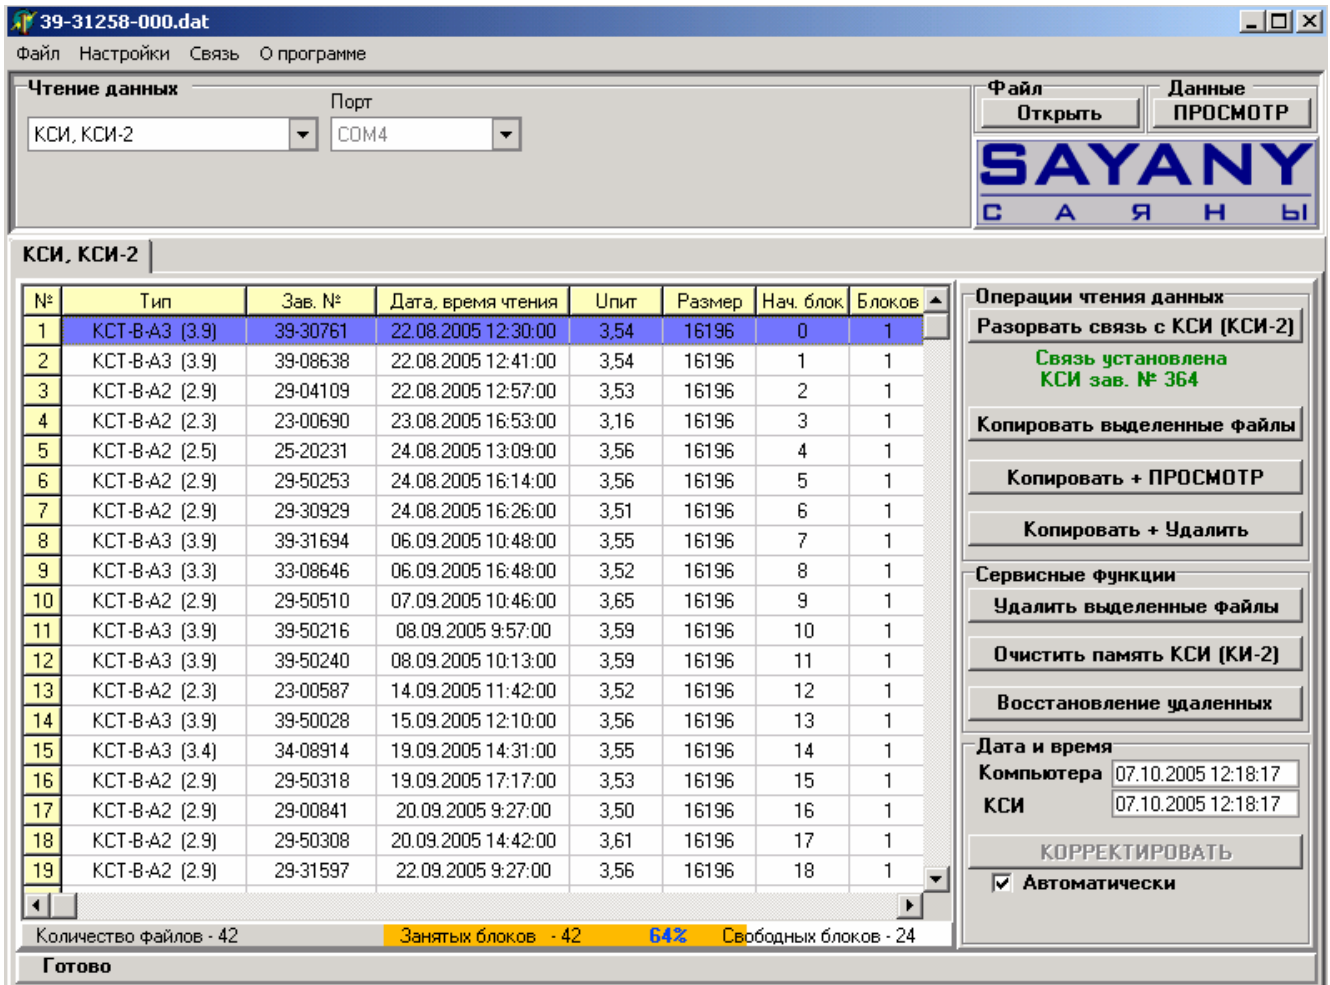 39-31258-000.dat
Файл Настройки Связь О программе
Чтение данных
Порт
КСИ, КСИ-2 COM4
Файл Данные
Открыть ПРОСМОТР
SAYANY
САЯНЫ
КСИ, КСИ-2
№ Тип Зав. № Дата, время чтения Uпит Размер Нач. блок Блоков
1 КСТ-В-А3 (3.9) 39-30761 22.08.2005 12:30:00 3,54 16196 0 1
2 КСТ-В-А3 (3.9) 39-08638 22.08.2005 12:41:00 3,54 16196 1 1
3 КСТ-В-А2 (2.9) 29-04109 22.08.2005 12:57:00 3,53 16196 2 1
4 КСТ-В-А2 (2.3) 23-00690 23.08.2005 16:53:00 3,16 16196 3 1
5 КСТ-В-А2 (2.5) 25-20231 24.08.2005 13:09:00 3,56 16196 4 1
6 КСТ-В-А2 (2.9) 29-50253 24.08.2005 16:14:00 3,56 16196 5 1
7 КСТ-В-А2 (2.9) 29-30929 24.08.2005 16:26:00 3,51 16196 6 1
8 КСТ-В-А3 (3.9) 39-31694 06.09.2005 10:48:00 3,55 16196 7 1
9 КСТ-В-А3 (3.3) 33-08646 06.09.2005 16:48:00 3,52 16196 8 1
10 КСТ-В-А2 (2.9) 29-50510 07.09.2005 10:46:00 3,65 16196 9 1
11 КСТ-В-А3 (3.9) 39-50216 08.09.2005 9:57:00 3,59 16196 10 1
12 КСТ-В-А3 (3.9) 39-50240 08.09.2005 10:13:00 3,59 16196 11 1
13 КСТ-В-А2 (2.3) 23-00587 14.09.2005 11:42:00 3,52 16196 12 1
14 КСТ-В-А3 (3.9) 39-50028 15.09.2005 12:10:00 3,56 16196 13 1
15 КСТ-В-А3 (3.4) 34-08914 19.09.2005 14:31:00 3,55 16196 14 1
16 КСТ-В-А2 (2.9) 29-50318 19.09.2005 17:17:00 3,53 16196 15 1
17 КСТ-В-А2 (2.9) 29-00841 20.09.2005 9:27:00 3,50 16196 16 1
18 КСТ-В-А2 (2.9) 29-50308 20.09.2005 14:42:00 3,61 16196 17 1
19 КСТ-В-А2 (2.9) 29-31597 22.09.2005 9:27:00 3,56 16196 18 1
Количество файлов - 42 Занятых блоков - 42 64% Свободных блоков - 24
Операции чтения данных
Разорвать связь с КСИ (КСИ-2)
Связь установлена
КСИ зав. № 364
Копировать выделенные файлы
Копировать + ПРОСМОТР
Копировать + Удалить
Сервисные функции
Удалить выделенные файлы
Очистить память КСИ (КИ-2)
Восстановление удаленных
Дата и время
Компьютера 07.10.2005 12:18:17
КСИ 07.10.2005 12:18:17
КОРРЕКТИРОВАТЬ
Автоматически
Готово